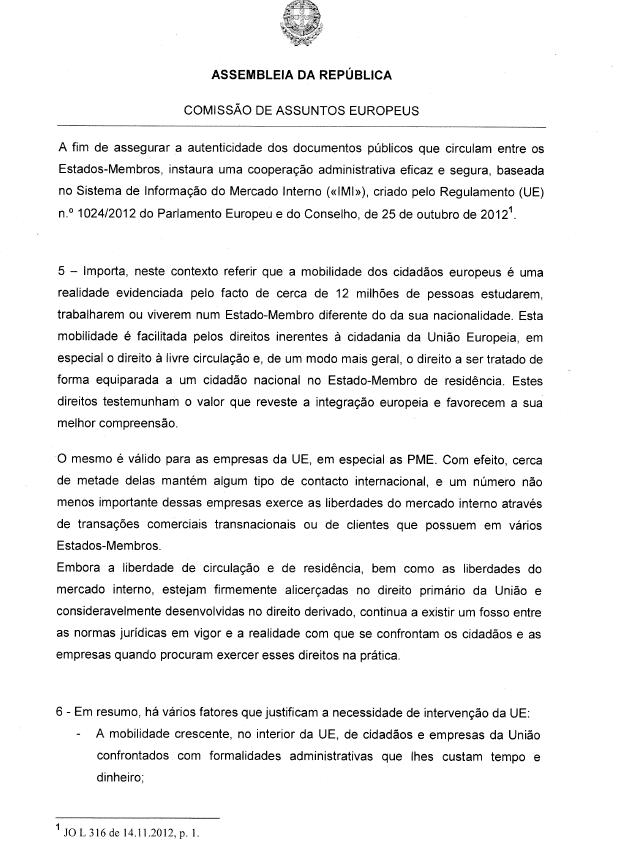 ASSEMBLEIA DA REPÚBLICA
COMISSÃO DE ASSUNTOS EUROPEUS
A fim de assegurar a autenticidade dos documentos públicos que circulam entre os
Estados-Membros, instaura uma cooperação administrativa eficaz e segura, baseada
no Sistema de Informação do Mercado Interno («IMI»), criado pelo Regulamento (UE)
n.º 1024/2012 do Parlamento Europeu e do Conselho, de 25 de outubro de 2012¹.
5 – Importa, neste contexto referir que a mobilidade dos cidadãos europeus é uma
realidade evidenciada pelo facto de cerca de 12 milhões de pessoas estudarem,
trabalharem ou viverem num Estado-Membro diferente do da sua nacionalidade. Esta
mobilidade é facilitada pelos direitos inerentes à cidadania da União Europeia, em
especial o direito à livre circulação e, de um modo mais geral, o direito a ser tratado de
forma equiparada a um cidadão nacional no Estado-Membro de residência. Estes
direitos testemunham o valor que reveste a integração europeia e favorecem a sua
melhor compreensão.
O mesmo é válido para as empresas da UE, em especial as PME. Com efeito, cerca
de metade delas mantém algum tipo de contacto internacional, e um número não
menos importante dessas empresas exerce as liberdades do mercado interno através
de transações comerciais transnacionais ou de clientes que possuem em vários
Estados-Membros.
Embora a liberdade de circulação e de residência, bem como as liberdades do
mercado interno, estejam firmemente alicerçadas no direito primário da União e
consideravelmente desenvolvidas no direito derivado, continua a existir um fosso entre
as normas jurídicas em vigor e a realidade com que se confrontam os cidadãos e as
empresas quando procuram exercer esses direitos na prática.
6 - Em resumo, há vários fatores que justificam a necessidade de intervenção da UE:
- A mobilidade crescente, no interior da UE, de cidadãos e empresas da União
confrontados com formalidades administrativas que lhes custam tempo e
dinheiro;
¹ JO L 316 de 14.11.2012, p. 1.